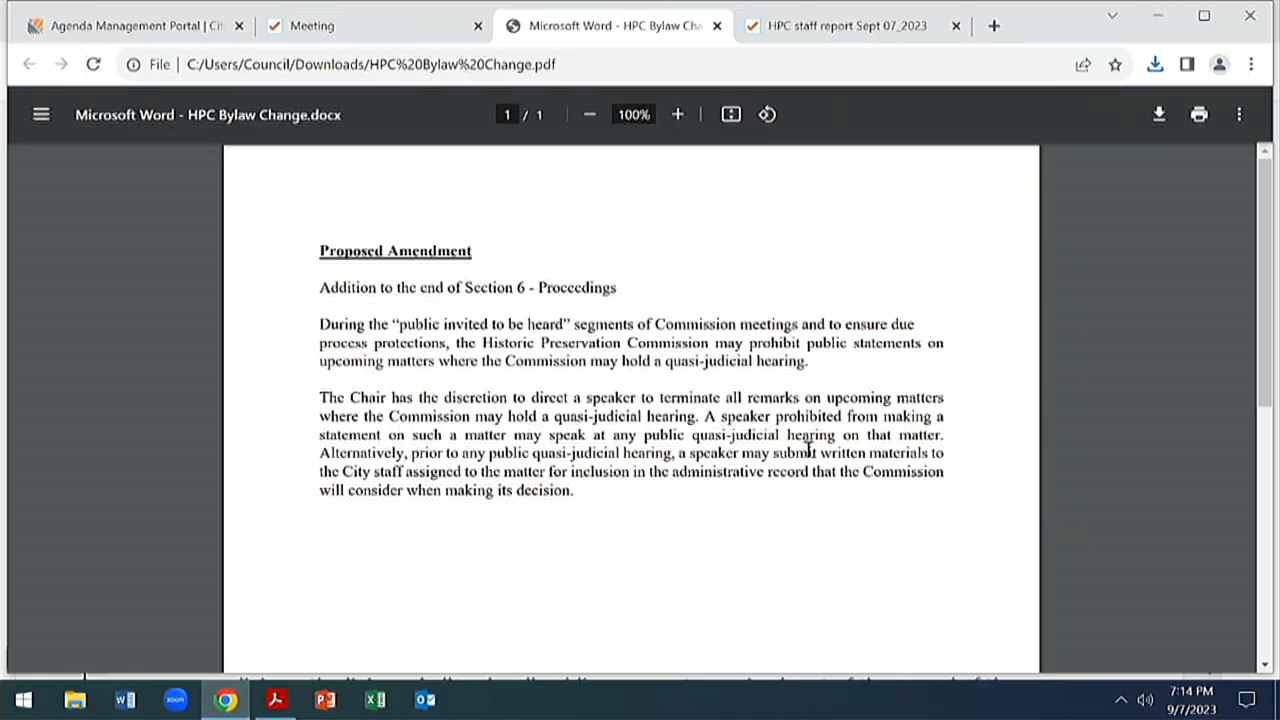 Agenda Management Portal | Cit
Meeting
Microsoft Word - HPC Bylaw Cha
HPC staff report Sept 07_2023
File | C:/Users/Council/Downloads/HPC%20Bylaw%20Change.pdf
Microsoft Word - HPC Bylaw Change.docx
1 / 1
100%
Proposed Amendment
Addition to the end of Section 6 - Proceedings
During the “public invited to be heard” segments of Commission meetings and to ensure due
process protections, the Historic Preservation Commission may prohibit public statements on
upcoming matters where the Commission may hold a quasi-judicial hearing.
The Chair has the discretion to direct a speaker to terminate all remarks on upcoming matters
where the Commission may hold a quasi-judicial hearing. A speaker prohibited from making a
statement on such a matter may speak at any public quasi-judicial hearing on that matter.
Alternatively, prior to any public quasi-judicial hearing, a speaker may submit written materials to
the City staff assigned to the matter for inclusion in the administrative record that the Commission
will consider when making its decision.
zoom
7:14 PM
9/7/2023